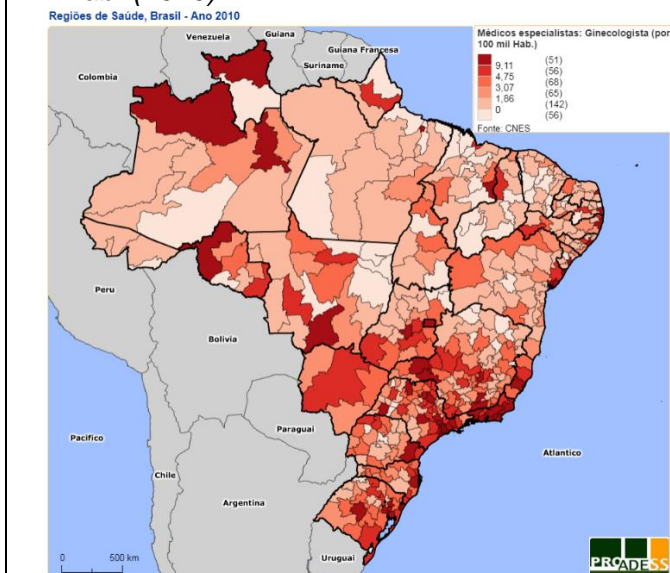 Regiões de Saúde, Brasil - Ano 2010
Médicos especialistas: Ginecologista (por
100 mil Hab.)
(51)
9,11 (56)
4,75 (68)
3,07 (65)
1,86 (142)
0 (56)
Fonte: CNES
Venezuela
Guiana
Guiana Francesa
Suriname
Colombia
Peru
Bolivia
Paraguai
Pacífico
Atlantico
Chile
Argentina
Uruguai
0 500 km
PROADESS